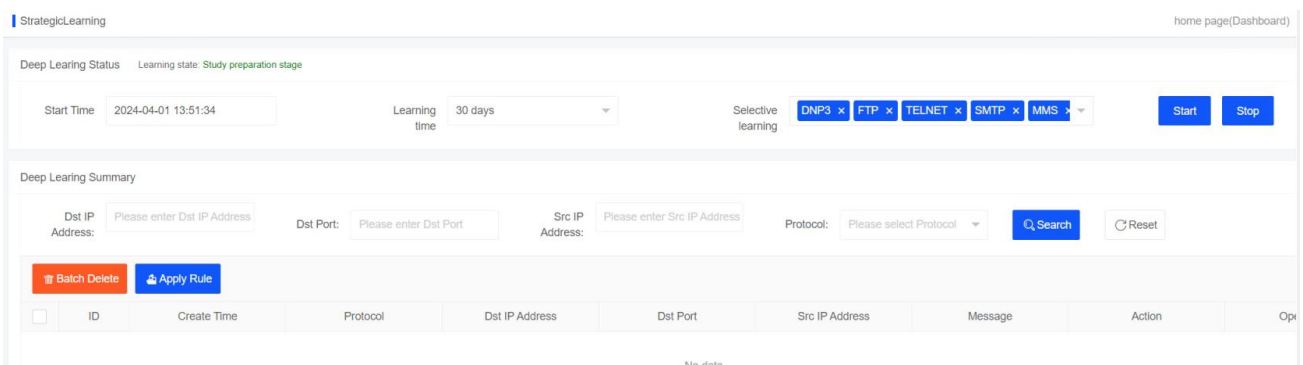 StrategicLearning home page(Dashboard)
Deep Learing Status Learning state: Study preparation stage
Start Time 2024-04-01 13:51:34 Learning time 30 days Selective learning DNP3 × FTP × TELNET × SMTP × MMS × Start Stop
Deep Learing Summary
Dst IP Address: Please enter Dst IP Address Dst Port: Please enter Dst Port Src IP Address: Please enter Src IP Address Protocol: Please select Protocol Search Reset
Batch Delete Apply Rule
ID Create Time Protocol Dst IP Address Dst Port Src IP Address Message Action Ope
No data